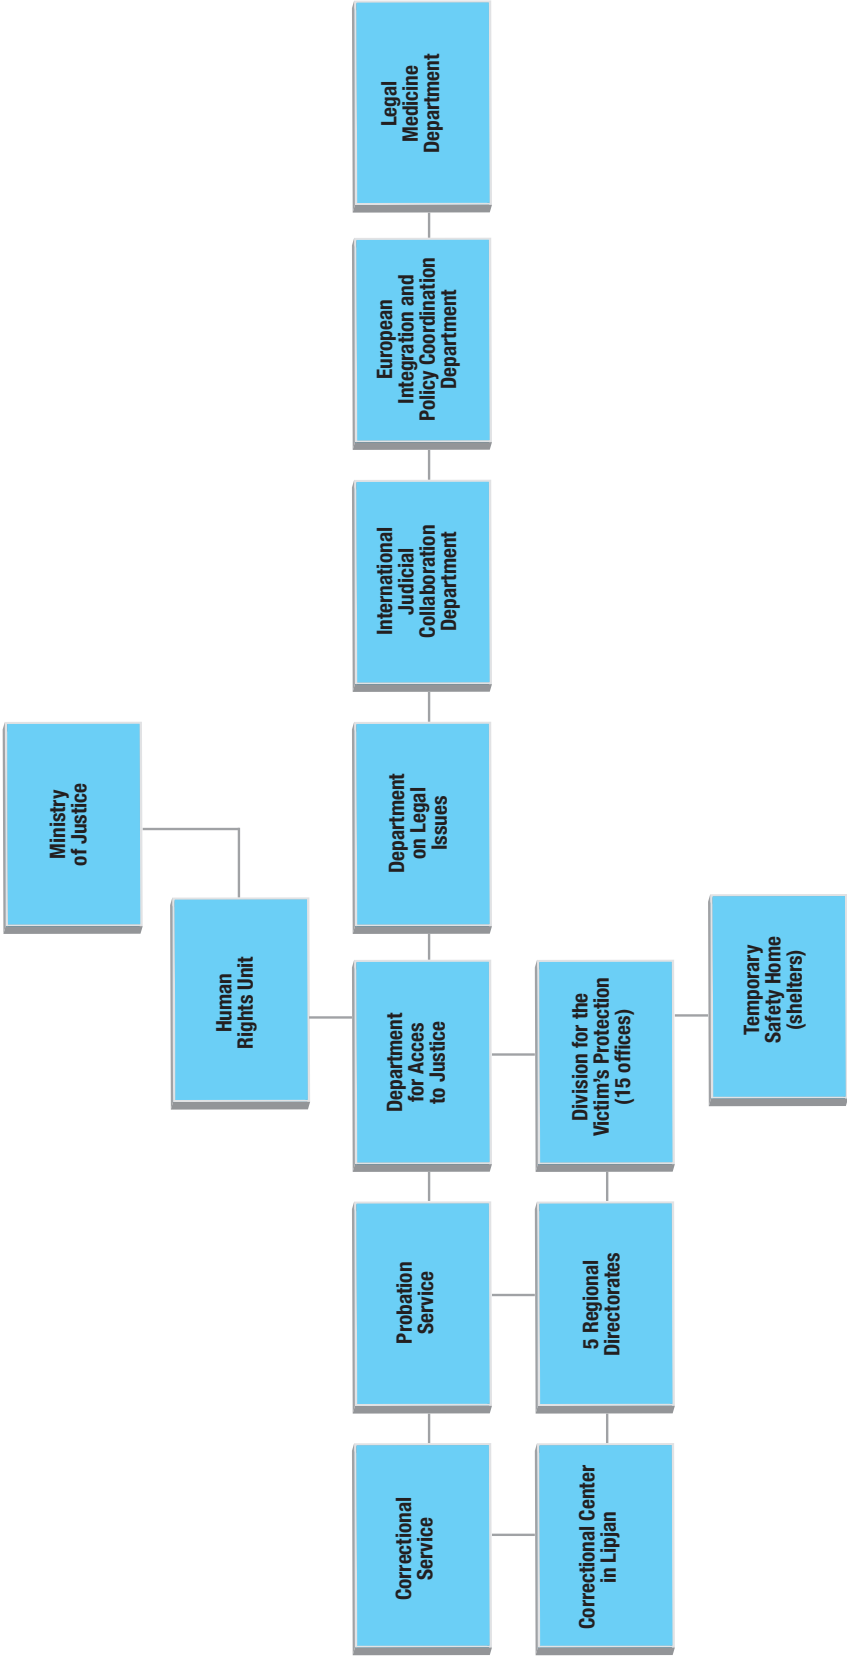 Ministry
of Justice
Human
Rights Unit
Correctional
Service
Probation
Service
Department
for Acces
to Justice
Department
on Legal
Issues
International
Judicial
Collaboration
Department
European
Integration and
Policy Coordination
Department
Legal
Medicine
Department
Correctional Center
in Lipjan
5 Regional
Directorates
Division for the
Victim's Protection
(15 offices)
Temporary
Safety Home
(shelters)